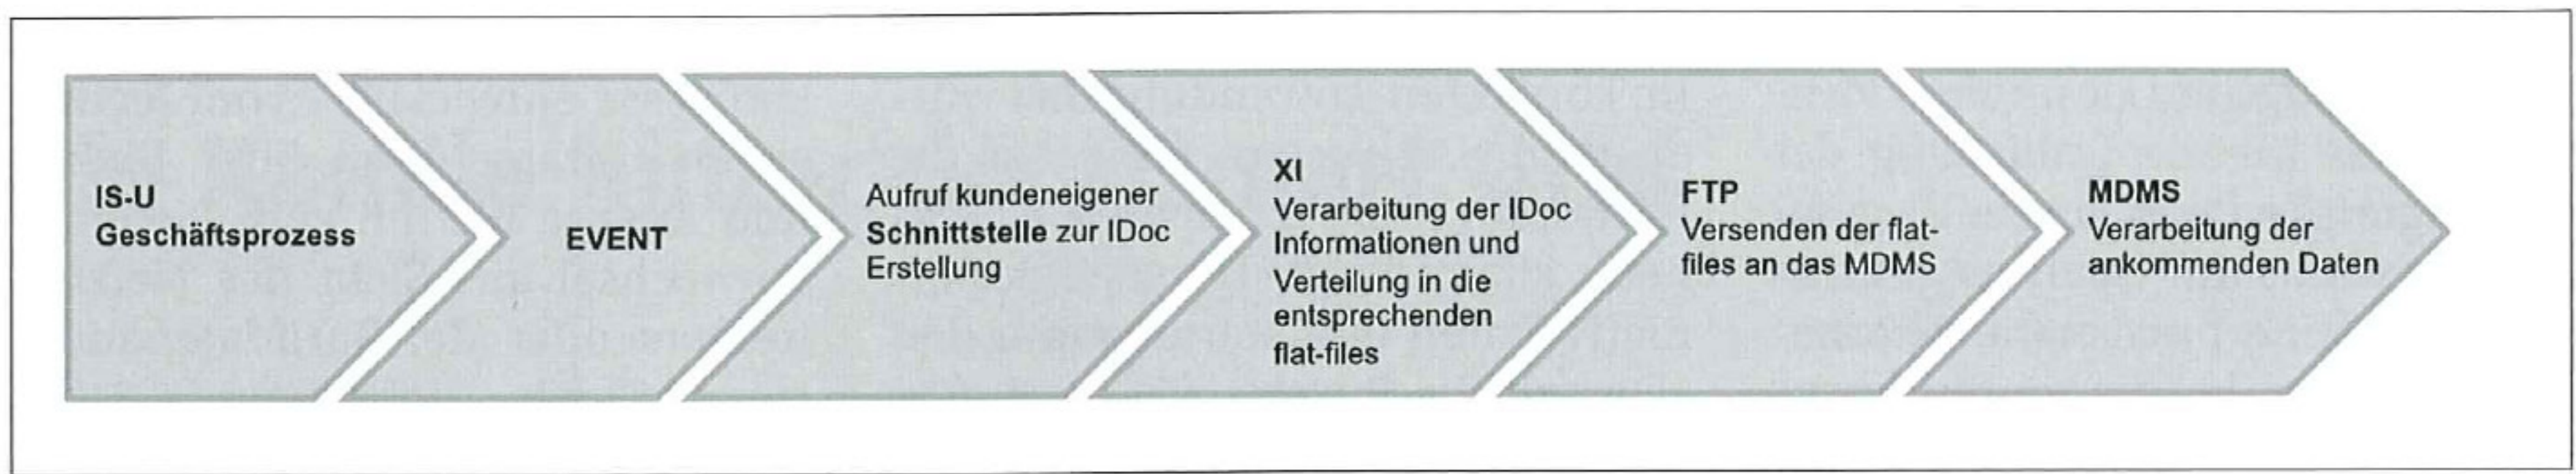 IS-U
Geschäftsprozess
EVENT
Aufruf kundeneigener
Schnittstelle zur IDoc
Erstellung
XI
Verarbeitung der IDoc
Informationen und
Verteilung in die
entsprechenden
flat-files
FTP
Versenden der flat-
files an das MDMS
MDMS
Verarbeitung der
ankommenden Daten